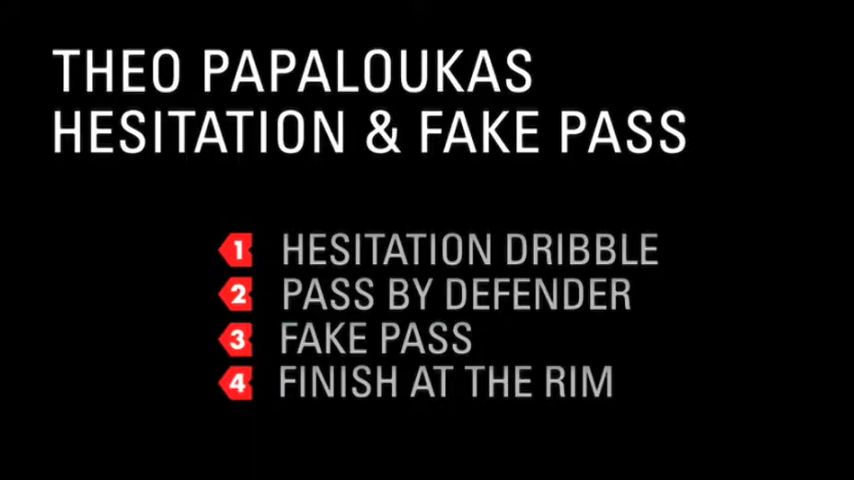 THEO PAPALOUKAS
HESITATION & FAKE PASS
1 HESITATION DRIBBLE
2 PASS BY DEFENDER
3 FAKE PASS
4 FINISH AT THE RIM